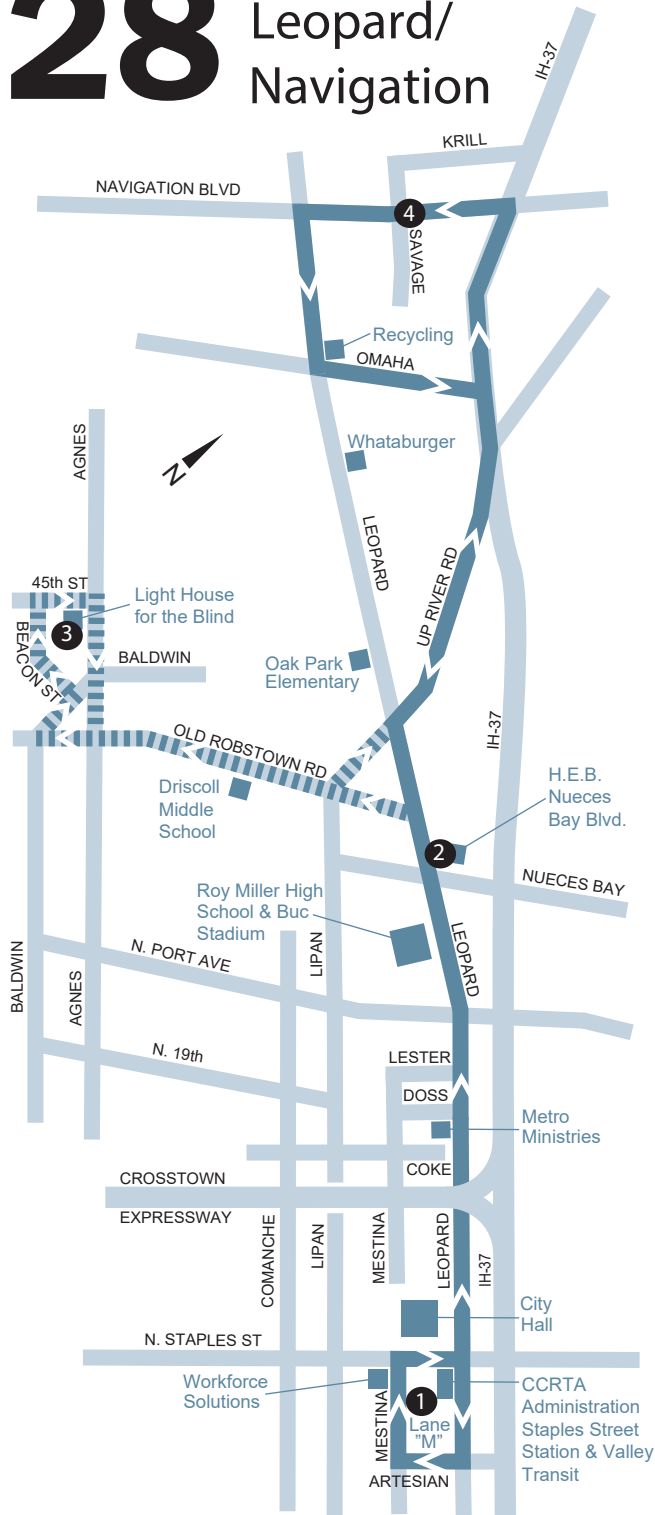 28
Leopard/
Navigation
IH-37
KRILL
NAVIGATION BLVD
4
SAVAGE
Recycling
OMAHA
Whataburger
AGNES
N
LEOPARD
UP RIVER RD
45th ST
Light House
for the Blind
3
BEACON ST
BALDWIN
Oak Park
Elementary
IH-37
OLD ROBSTOWN RD
Driscoll
Middle
School
H.E.B.
Nueces
Bay Blvd.
2
NUECES BAY
Roy Miller High
School & Buc
Stadium
LIPAN
LEOPARD
BALDWIN
AGNES
N. PORT AVE
N. 19th
LESTER
DOSS
Metro
Ministries
COKE
CROSSTOWN
EXPRESSWAY
COMANCHE
LIPAN
MESTINA
LEOPARD
IH-37
City
Hall
N. STAPLES ST
Workforce
Solutions
MESTINA
1
Lane
"M"
CCRTA
Administration
Staples Street
Station & Valley
Transit
ARTESIAN